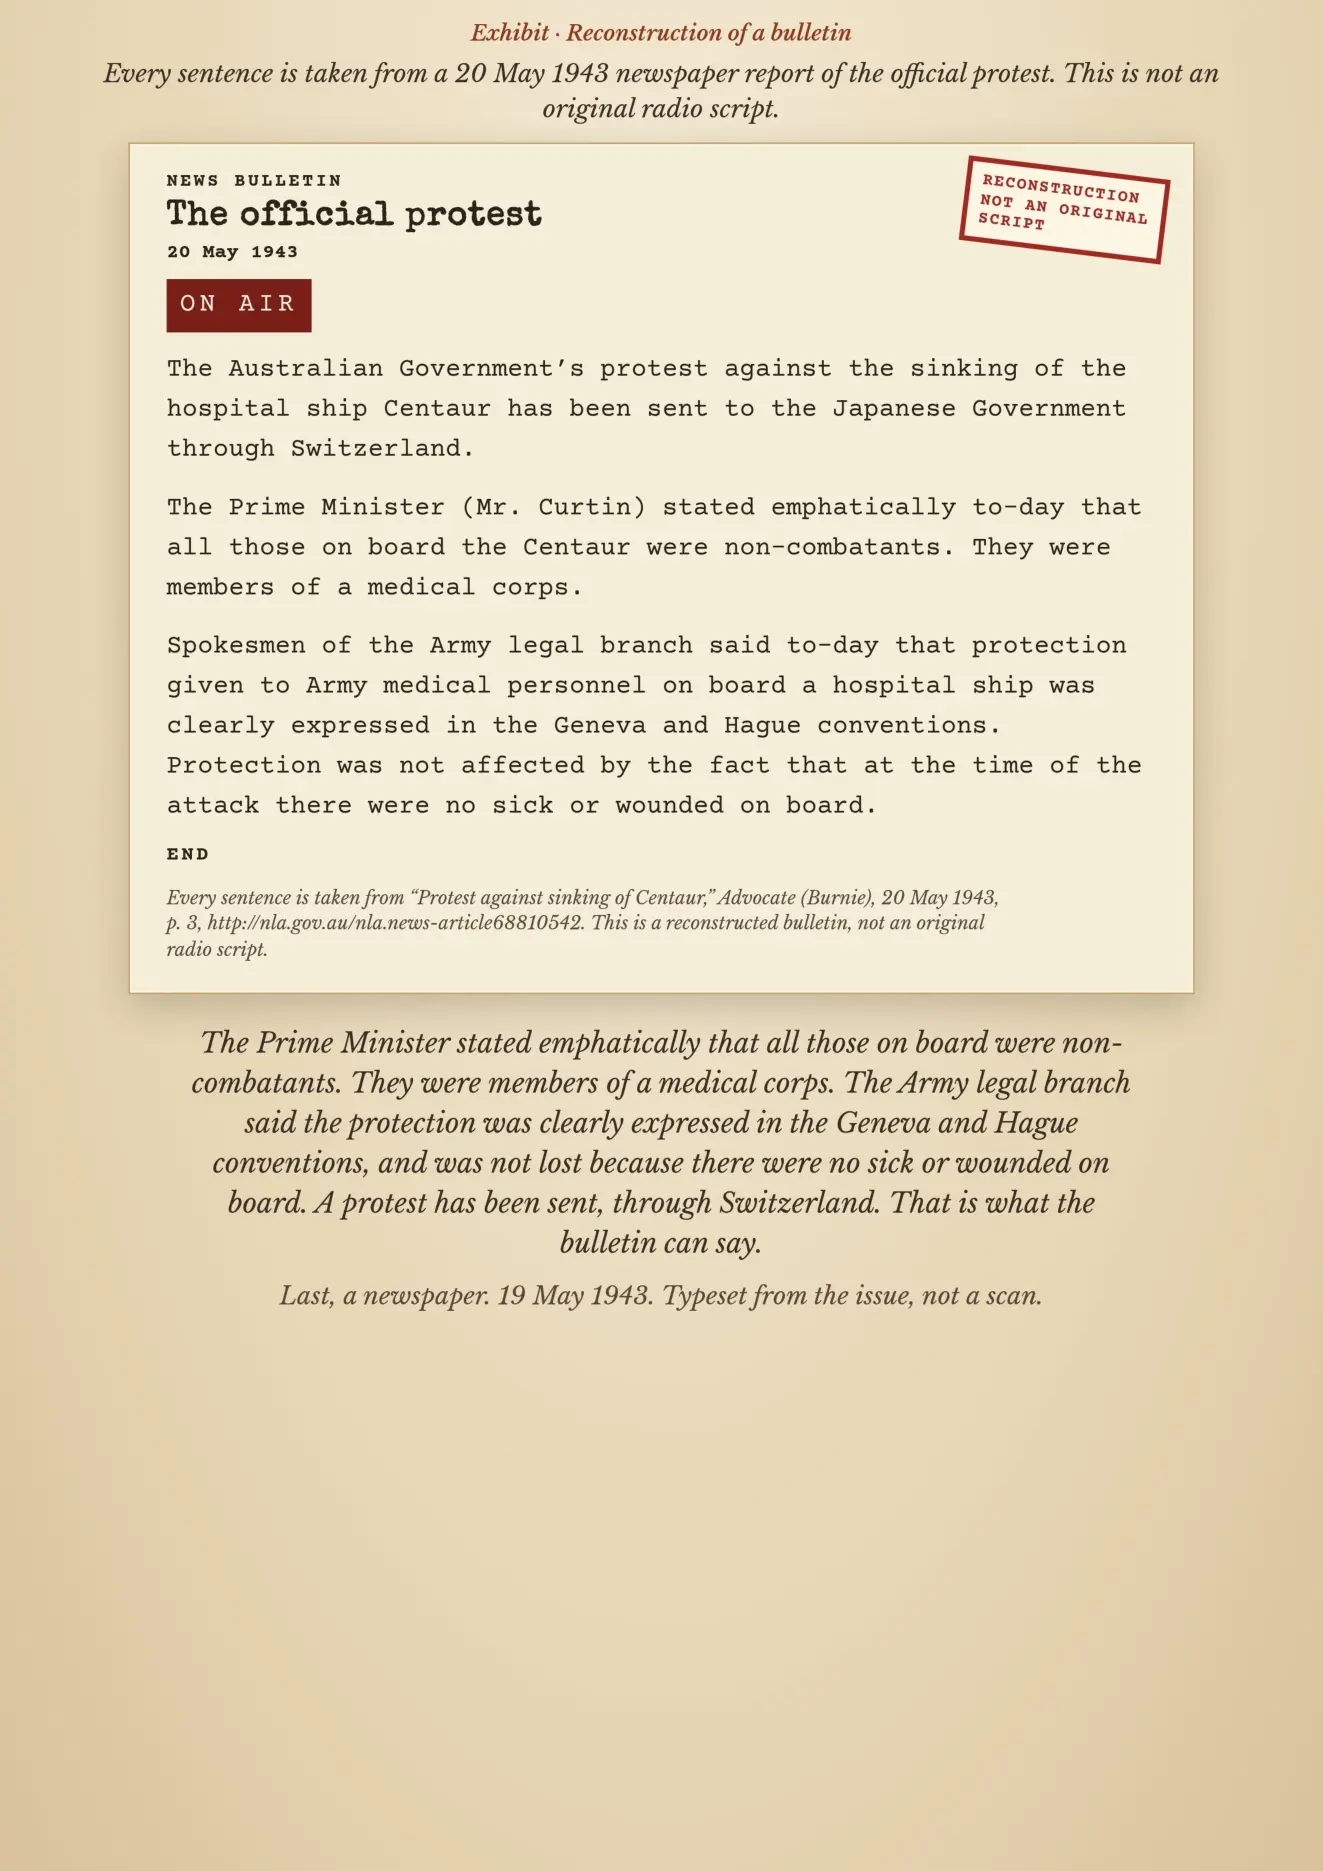 Exhibit · Reconstruction of a bulletin
Every sentence is taken from a 20 May 1943 newspaper report of the official protest. This is not an
original radio script.
NEWS BULLETIN
The official protest
20 May 1943
RECONSTRUCTION
NOT AN ORIGINAL
SCRIPT
ON AIR
The Australian Government’s protest against the sinking of the
hospital ship Centaur has been sent to the Japanese Government
through Switzerland.
The Prime Minister (Mr. Curtin) stated emphatically to-day that
all those on board the Centaur were non-combatants. They were
members of a medical corps.
Spokesmen of the Army legal branch said to-day that protection
given to Army medical personnel on board a hospital ship was
clearly expressed in the Geneva and Hague conventions.
Protection was not affected by the fact that at the time of the
attack there were no sick or wounded on board.
END
Every sentence is taken from “Protest against sinking of Centaur,” Advocate (Burnie), 20 May 1943,
p. 3, http://nla.gov.au/nla.news-article68810542. This is a reconstructed bulletin, not an original
radio script.
The Prime Minister stated emphatically that all those on board were non-
combatants. They were members of a medical corps. The Army legal branch
said the protection was clearly expressed in the Geneva and Hague
conventions, and was not lost because there were no sick or wounded on
board. A protest has been sent, through Switzerland. That is what the
bulletin can say.
Last, a newspaper. 19 May 1943. Typeset from the issue, not a scan.